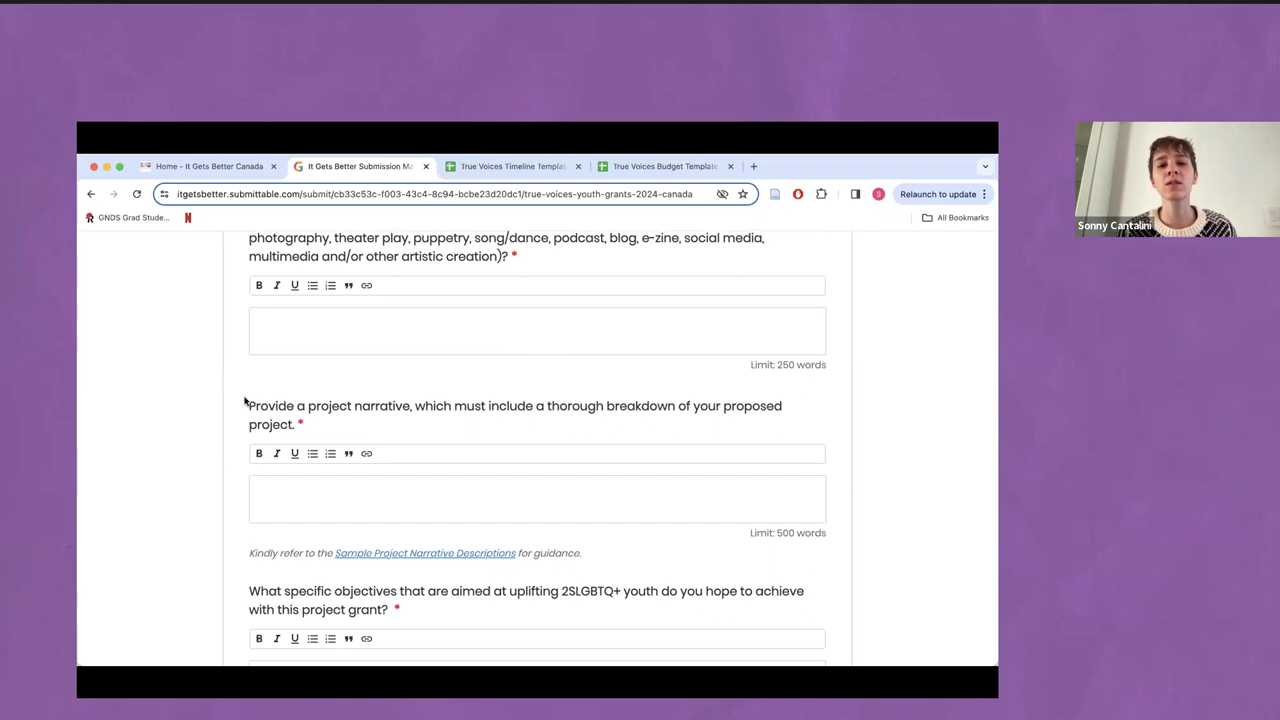 Home - It Gets Better Canada
It Gets Better Submission Ma
True Voices Timeline Templat
True Voices Budget Template
itgetsbetter.submittable.com/submit/cb33c53c-f003-43c4-8c94-bcbe23d20dc1/true-voices-youth-grants-2024-canada
S
Relaunch to update
GNDS Grad Stude...
All Bookmarks
photography, theater play, puppetry, song/dance, podcast, blog, e-zine, social media,
multimedia and/or other artistic creation)? *
B I U
Limit: 250 words
Provide a project narrative, which must include a thorough breakdown of your proposed
project. *
B I U
Limit: 500 words
Kindly refer to the Sample Project Narrative Descriptions for guidance.
What specific objectives that are aimed at uplifting 2SLGBTQ+ youth do you hope to achieve
with this project grant? *
B I U
Sonny Cantalini